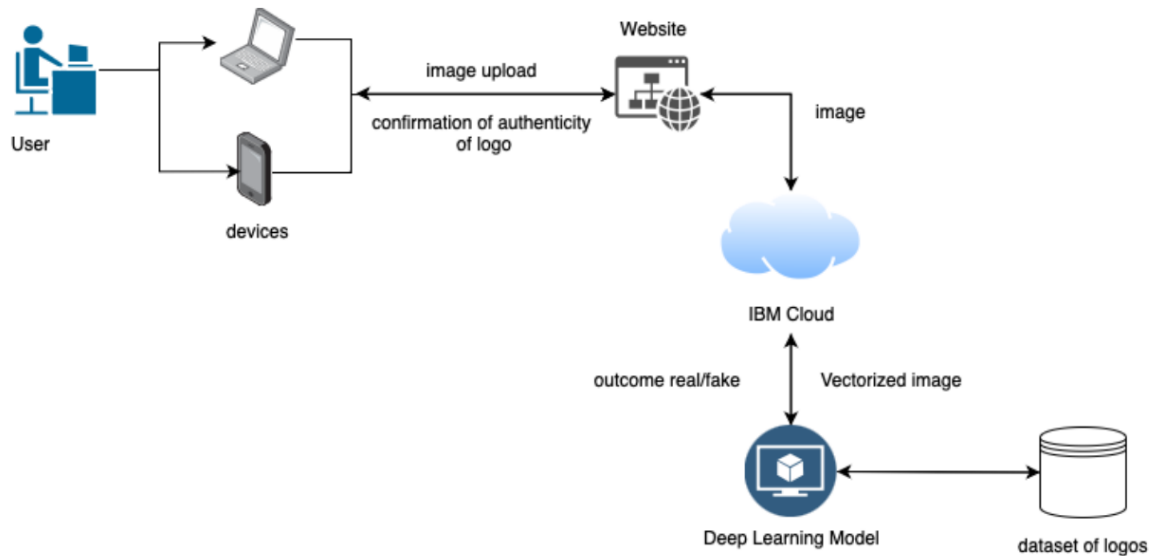 Website
image upload
confirmation of authenticity
of logo
image
User
devices
IBM Cloud
outcome real/fake
Vectorized image
Deep Learning Model
dataset of logos